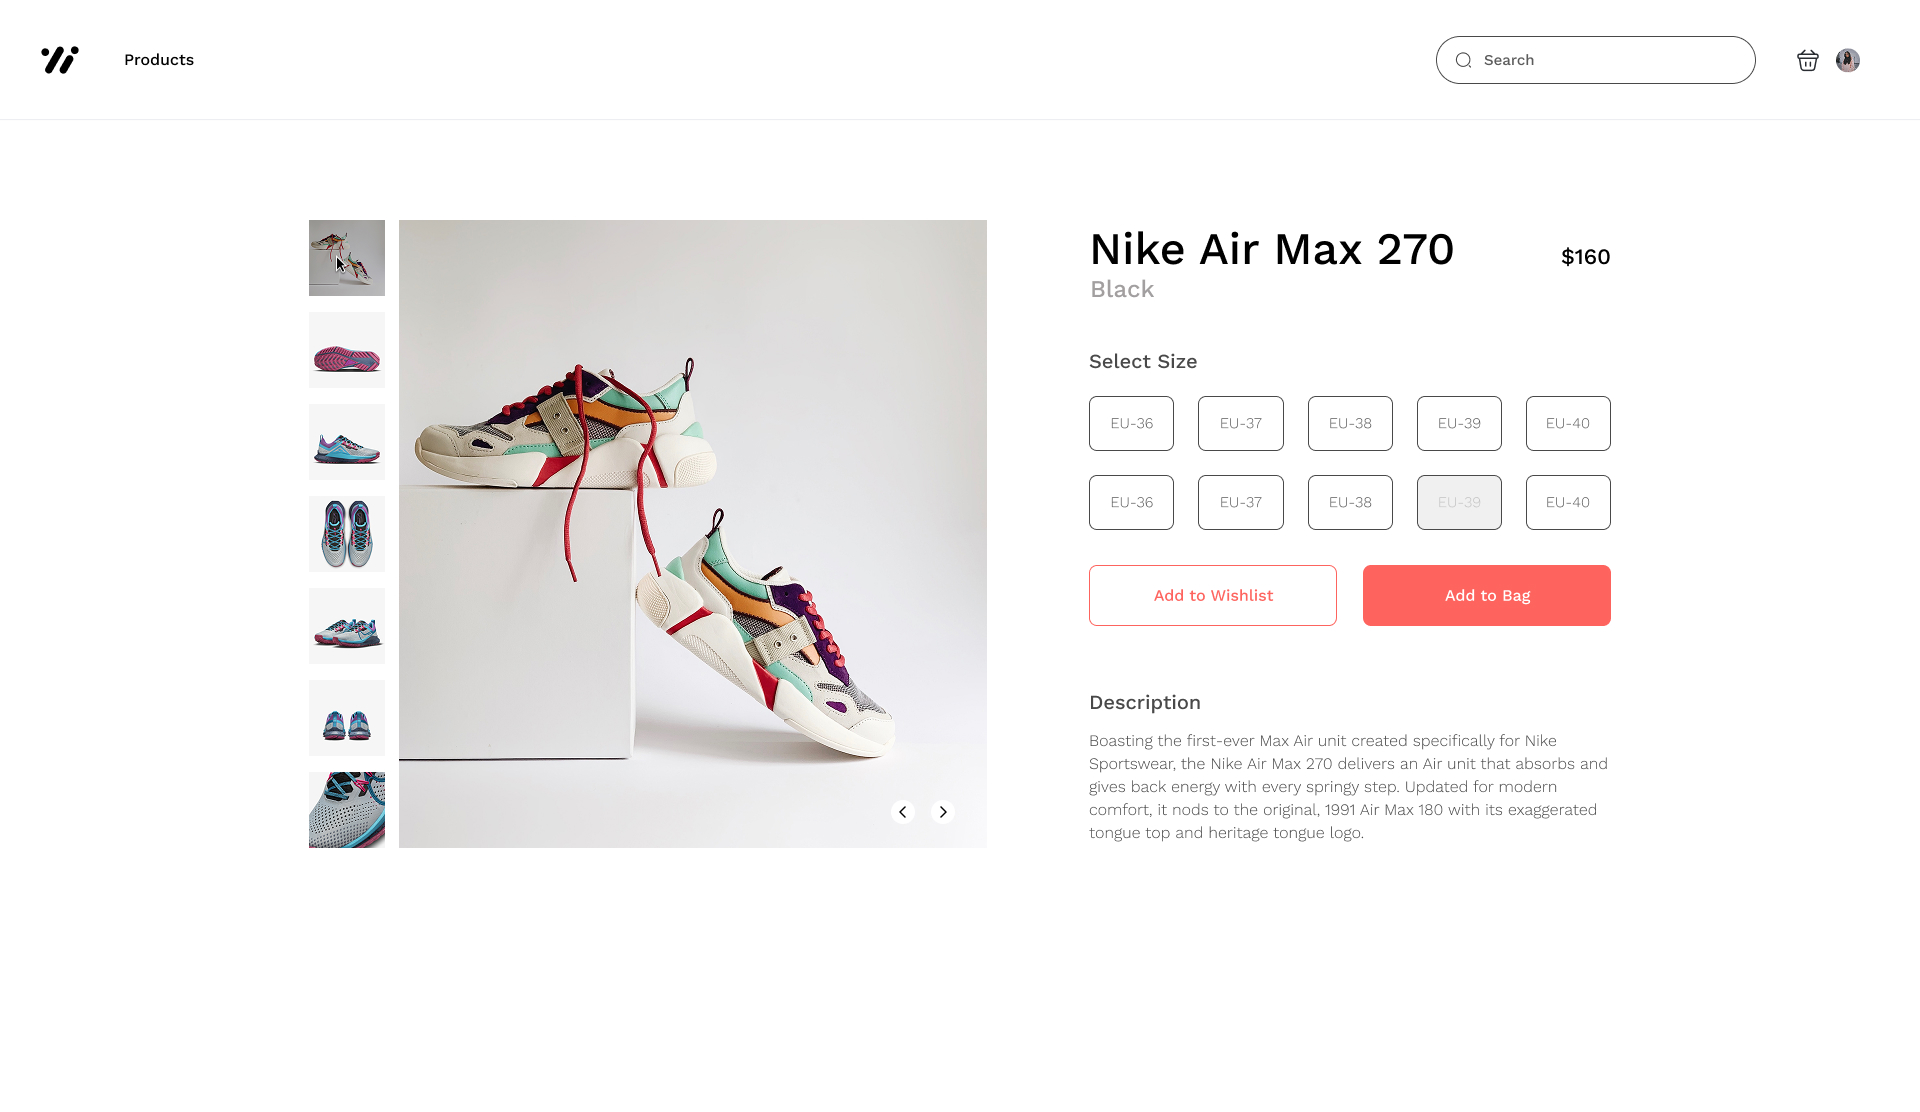 Products
Search
Nike Air Max 270
$160
Black
Select Size
EU-36
EU-37
EU-38
EU-39
EU-40
EU-36
EU-37
EU-38
EU-39
EU-40
Add to Wishlist
Add to Bag
Description
Boasting the first-ever Max Air unit created specifically for Nike
Sportswear, the Nike Air Max 270 delivers an Air unit that absorbs and
gives back energy with every springy step. Updated for modern
comfort, it nods to the original, 1991 Air Max 180 with its exaggerated
tongue top and heritage tongue logo.